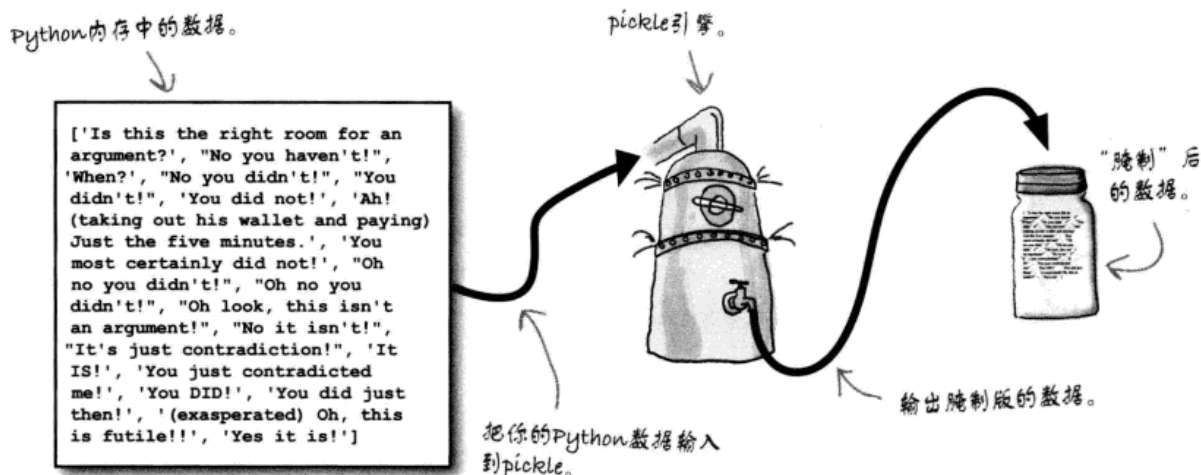 Python内存中的数据。
pickle引擎。
['Is this the right room for an
argument?', "No you haven't!",
'When?', "No you didn't!", "You
didn't!", 'You did not!', 'Ah!
(taking out his wallet and paying)
Just the five minutes.', 'You
most certainly did not!', "Oh
no you didn't!", "Oh no you
didn't!", "Oh look, this isn't
an argument!", "No it isn't!",
"It's just contradiction!", 'It
IS!', 'You just contradicted
me!', 'You DID!', 'You did just
then!', '(exasperated) Oh, this
is futile!!', 'Yes it is!']
“腌制”后
的数据。
把你的Python数据输入
到pickle。
输出腌制版的数据。